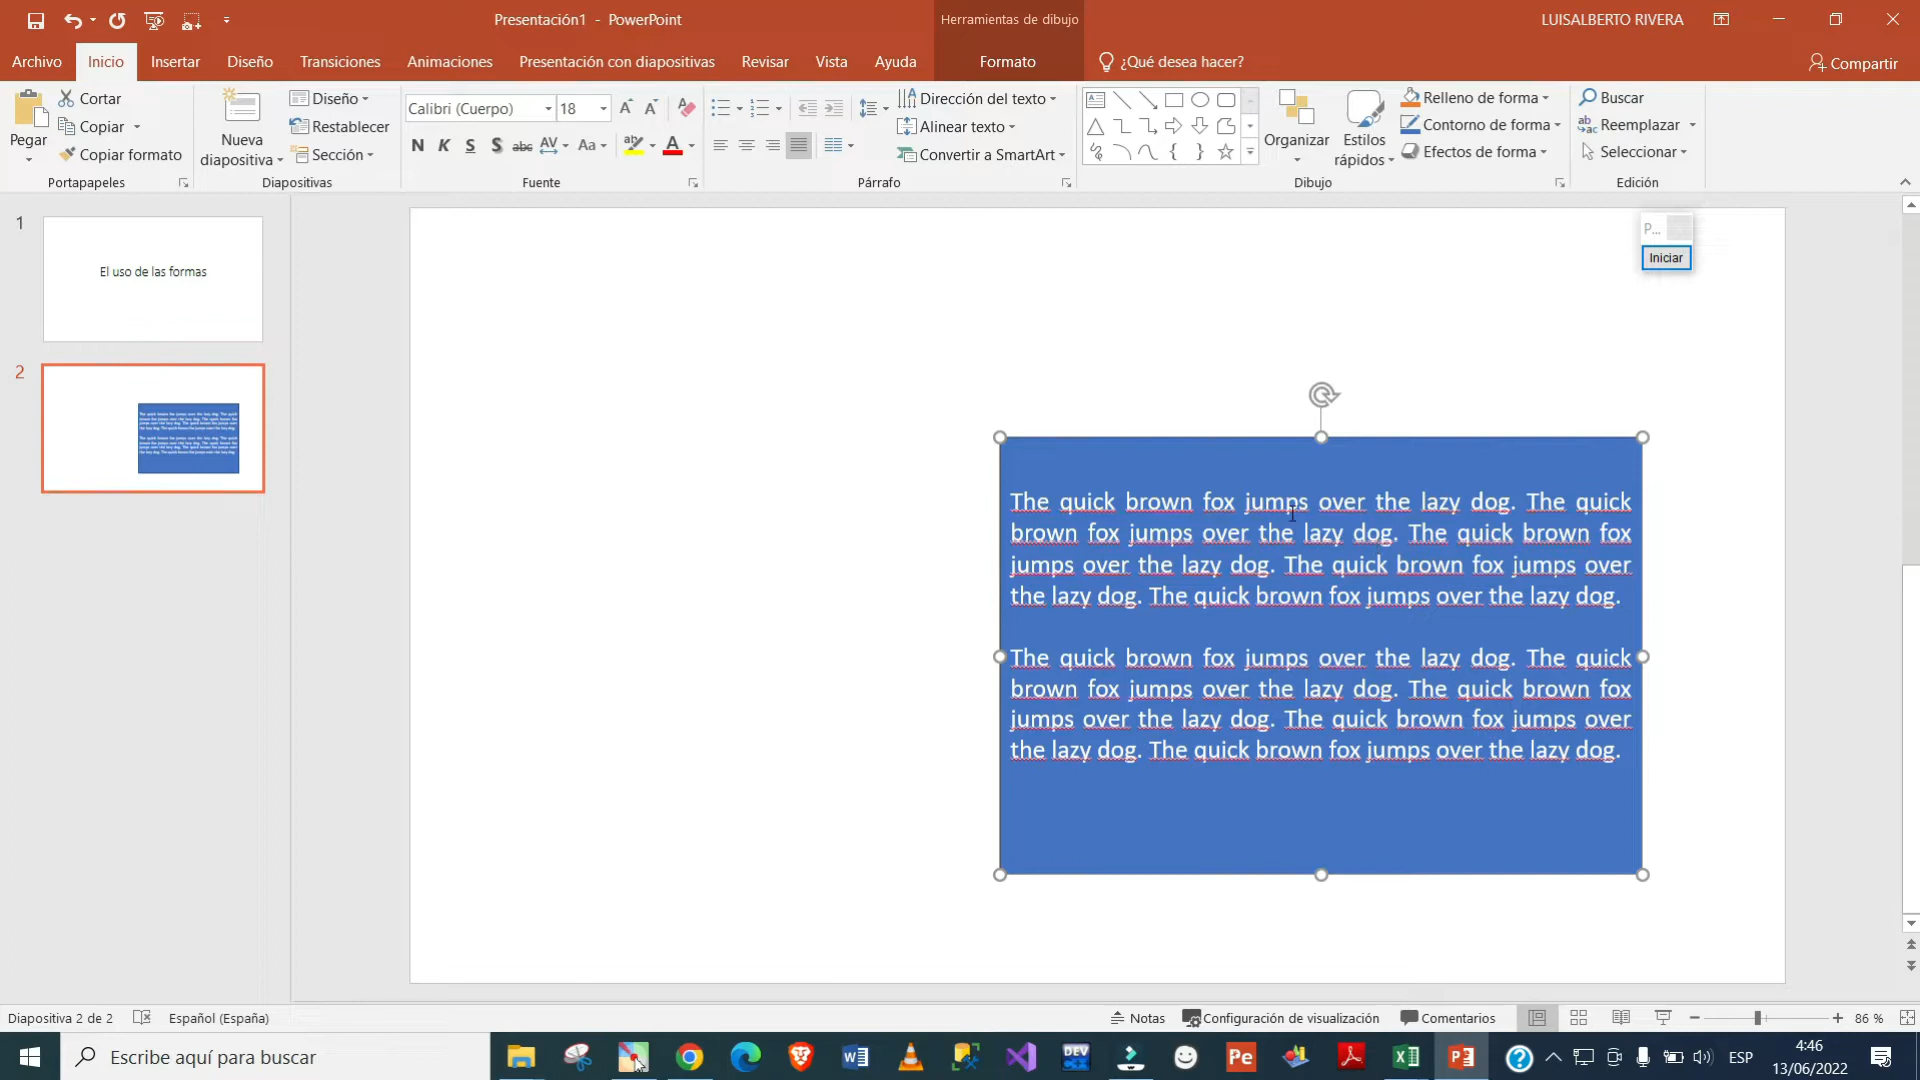 Presentación1 - PowerPoint
Herramientas de dibujo
LUISALBERTO RIVERA
Archivo Inicio Insertar Diseño Transiciones Animaciones Presentación con diapositivas Revisar Vista Ayuda Formato ¿Qué desea hacer? Compartir
Pegar
Cortar
Copiar
Copiar formato
Portapapeles
Nueva
diapositiva
Diseño
Restablecer
Sección
Diapositivas
Calibri (Cuerpo) 18
N K S S abc AV Aa A
Fuente
Dirección del texto
Alinear texto
Convertir a SmartArt
Párrafo
Organizar
Estilos
rápidos
Relleno de forma
Contorno de forma
Efectos de forma
Dibujo
Buscar
Reemplazar
Seleccionar
Edición
P...
Iniciar
1
El uso de las formas
2
The quick brown fox jumps over the lazy dog. The quick
brown fox jumps over the lazy dog. The quick brown fox
jumps over the lazy dog. The quick brown fox jumps over
the lazy dog. The quick brown fox jumps over the lazy dog.
The quick brown fox jumps over the lazy dog. The quick
brown fox jumps over the lazy dog. The quick brown fox
jumps over the lazy dog. The quick brown fox jumps over
the lazy dog. The quick brown fox jumps over the lazy dog.
Diapositiva 2 de 2 Español (España) Notas Configuración de visualización Comentarios 86 %
Escribe aquí para buscar
DEV
Pe
ESP
4:46
13/06/2022